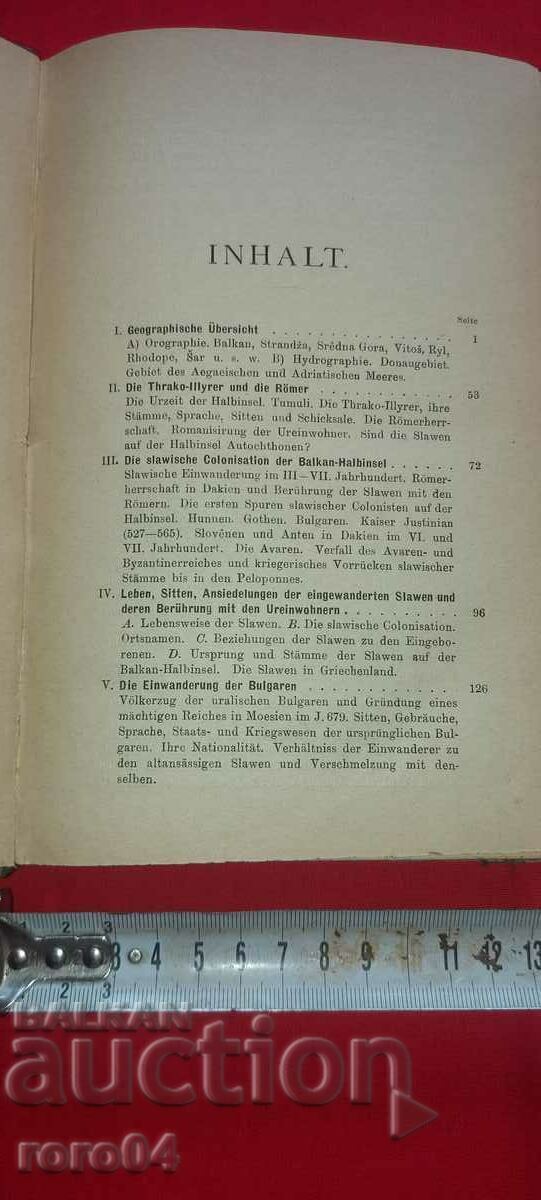 INHALT.
Seite
I. Geographische Übersicht . . . . . . . . . . . . . . . 1
A) Orographie. Balkan, Strandža, Srědna Gora, Vitoš, Ryl,
Rhodope, Šar u. s. w. B) Hydrographie. Donaugebiet.
Gebiet des Aegaeischen und Adriatischen Meeres.
II. Die Thrako-Illyrer und die Römer . . . . . . . . . . . . 53
Die Urzeit der Halbinsel. Tumuli. Die Thrako-Illyrer, ihre
Stämme, Sprache, Sitten und Schicksale. Die Römerherr-
schaft. Romanisirung der Ureinwohner. Sind die Slawen
auf der Halbinsel Autochthonen?
III. Die slawische Colonisation der Balkan-Halbinsel . . . . . . 72
Slawische Einwanderung im III—VII. Jahrhundert. Römer-
herrschaft in Dakien und Berührung der Slawen mit den
Römern. Die ersten Spuren slawischer Colonisten auf der
Halbinsel. Hunnen. Gothen. Bulgaren. Kaiser Justinian
(527—565). Slovēnen und Anten in Dakien im VI. und
VII. Jahrhundert. Die Avaren. Verfall des Avaren- und
Byzantinerreiches und kriegerisches Vorrücken slawischer
Stämme bis in den Peloponnes.
IV. Leben, Sitten, Ansiedelungen der eingewanderten Slawen und
deren Berührung mit den Ureinwohnern . . . . . . . . . . 96
A. Lebensweise der Slawen. B. Die slawische Colonisation.
Ortsnamen. C. Beziehungen der Slawen zu den Eingebo-
renen. D. Ursprung und Stämme der Slawen auf der
Balkan-Halbinsel. Die Slawen in Griechenland.
V. Die Einwanderung der Bulgaren . . . . . . . . . . . . 126
Völkerzug der uralischen Bulgaren und Gründung eines
mächtigen Reiches in Moesien im J. 679. Sitten, Gebräuche,
Sprache, Staats- und Kriegswesen der ursprünglichen Bul-
garen. Ihre Nationalität. Verhältniss der Einwanderer zu
den altansässigen Slawen und Verschmelzung mit den-
selben.
1 2 3
3 4 5 6 7 8 9 11 12 13
2 3
BALKAN
auction
roro04